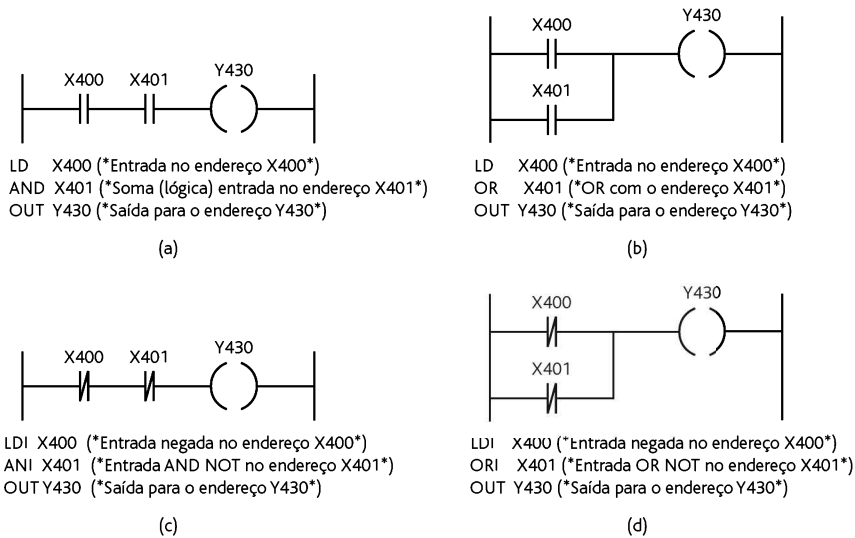 X400 X401 Y430
LD X400 (*Entrada no endereço X400*)
AND X401 (*Soma (lógica) entrada no endereço X401*)
OUT Y430 (*Saída para o endereço Y430*)
(a)
X400 Y430
X401
LD X400 (*Entrada no endereço X400*)
OR X401 (*OR com o endereço X401*)
OUT Y430 (*Saída para o endereço Y430*)
(b)
X400 X401 Y430
LDI X400 (*Entrada negada no endereço X400*)
ANI X401 (*Entrada AND NOT no endereço X401*)
OUT Y430 (*Saída para o endereço Y430*)
(c)
X400 Y430
X401
LDI X400 (*Entrada negada no endereço X400*)
ORI X401 (*Entrada OR NOT no endereço X401*)
OUT Y430 (*Saída para o endereço Y430*)
(d)